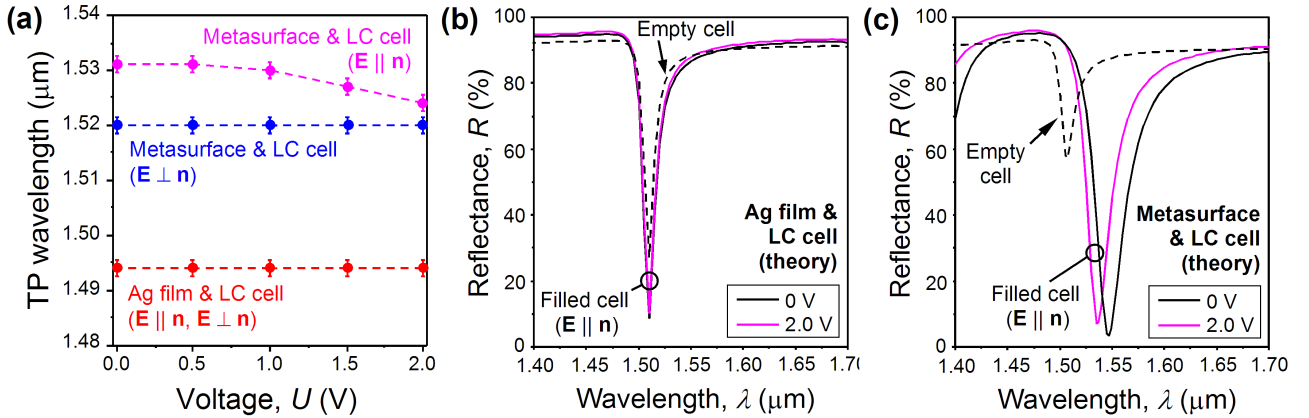 (a)
1.54
1.53
1.52
1.51
1.50
1.49
1.48
TP wavelength (μm)
Metasurface & LC cell
(E || n)
Metasurface & LC cell
(E ⊥ n)
Ag film & LC cell
(E || n, E ⊥ n)
0.0 0.5 1.0 1.5 2.0
Voltage, U (V)
(b)
100
80
60
40
20
0
Reflectance, R (%)
Empty cell
Ag film &
LC cell
(theory)
Filled cell
(E || n)
0 V
2.0 V
1.40 1.45 1.50 1.55 1.60 1.65 1.70
Wavelength, λ (μm)
(c)
100
80
60
40
20
0
Reflectance, R (%)
Empty
cell
Metasurface
& LC cell
(theory)
Filled cell
(E || n)
0 V
2.0 V
1.40 1.45 1.50 1.55 1.60 1.65 1.70
Wavelength, λ (μm)